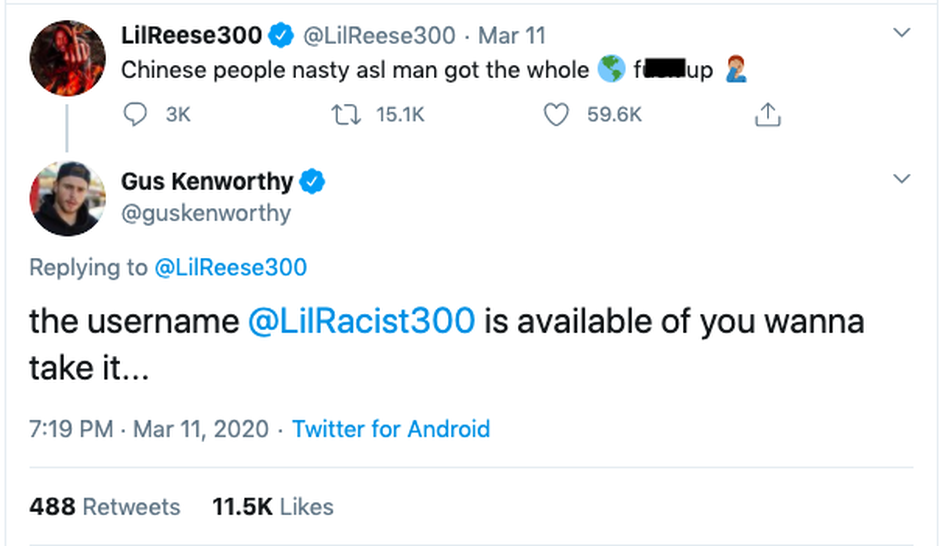 LilReese300 @LilReese300 · Mar 11
Chinese people nasty asl man got the whole 🌎 f up 🤦🏽‍♂️
3K 15.1K 59.6K
Gus Kenworthy
@guskenworthy
Replying to @LilReese300
the username @LilRacist300 is available of you wanna
take it...
7:19 PM · Mar 11, 2020 · Twitter for Android
488 Retweets 11.5K Likes